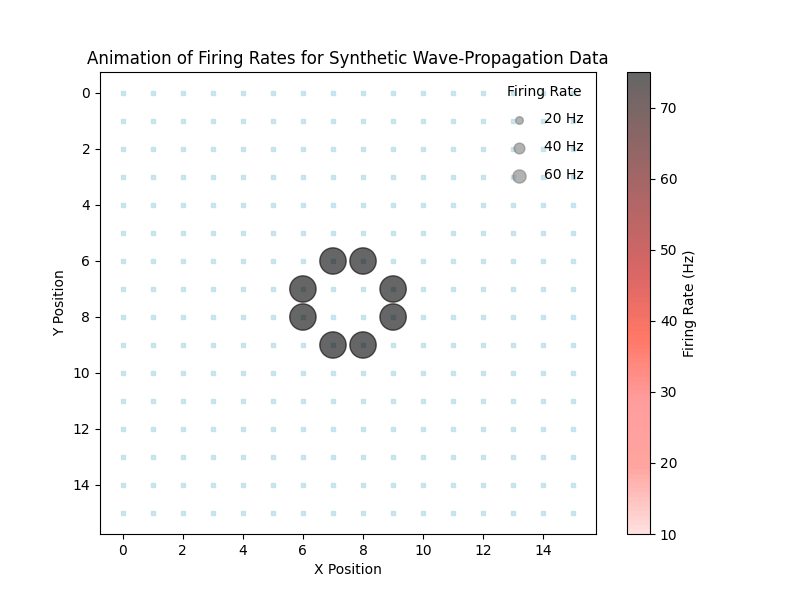 Animation of Firing Rates for Synthetic Wave-Propagation Data
Firing Rate
20 Hz
40 Hz
60 Hz
0
2
4
6
8
10
12
14
Y Position
0
2
4
6
8
10
12
14
X Position
70
60
50
40
30
20
10
Firing Rate (Hz)